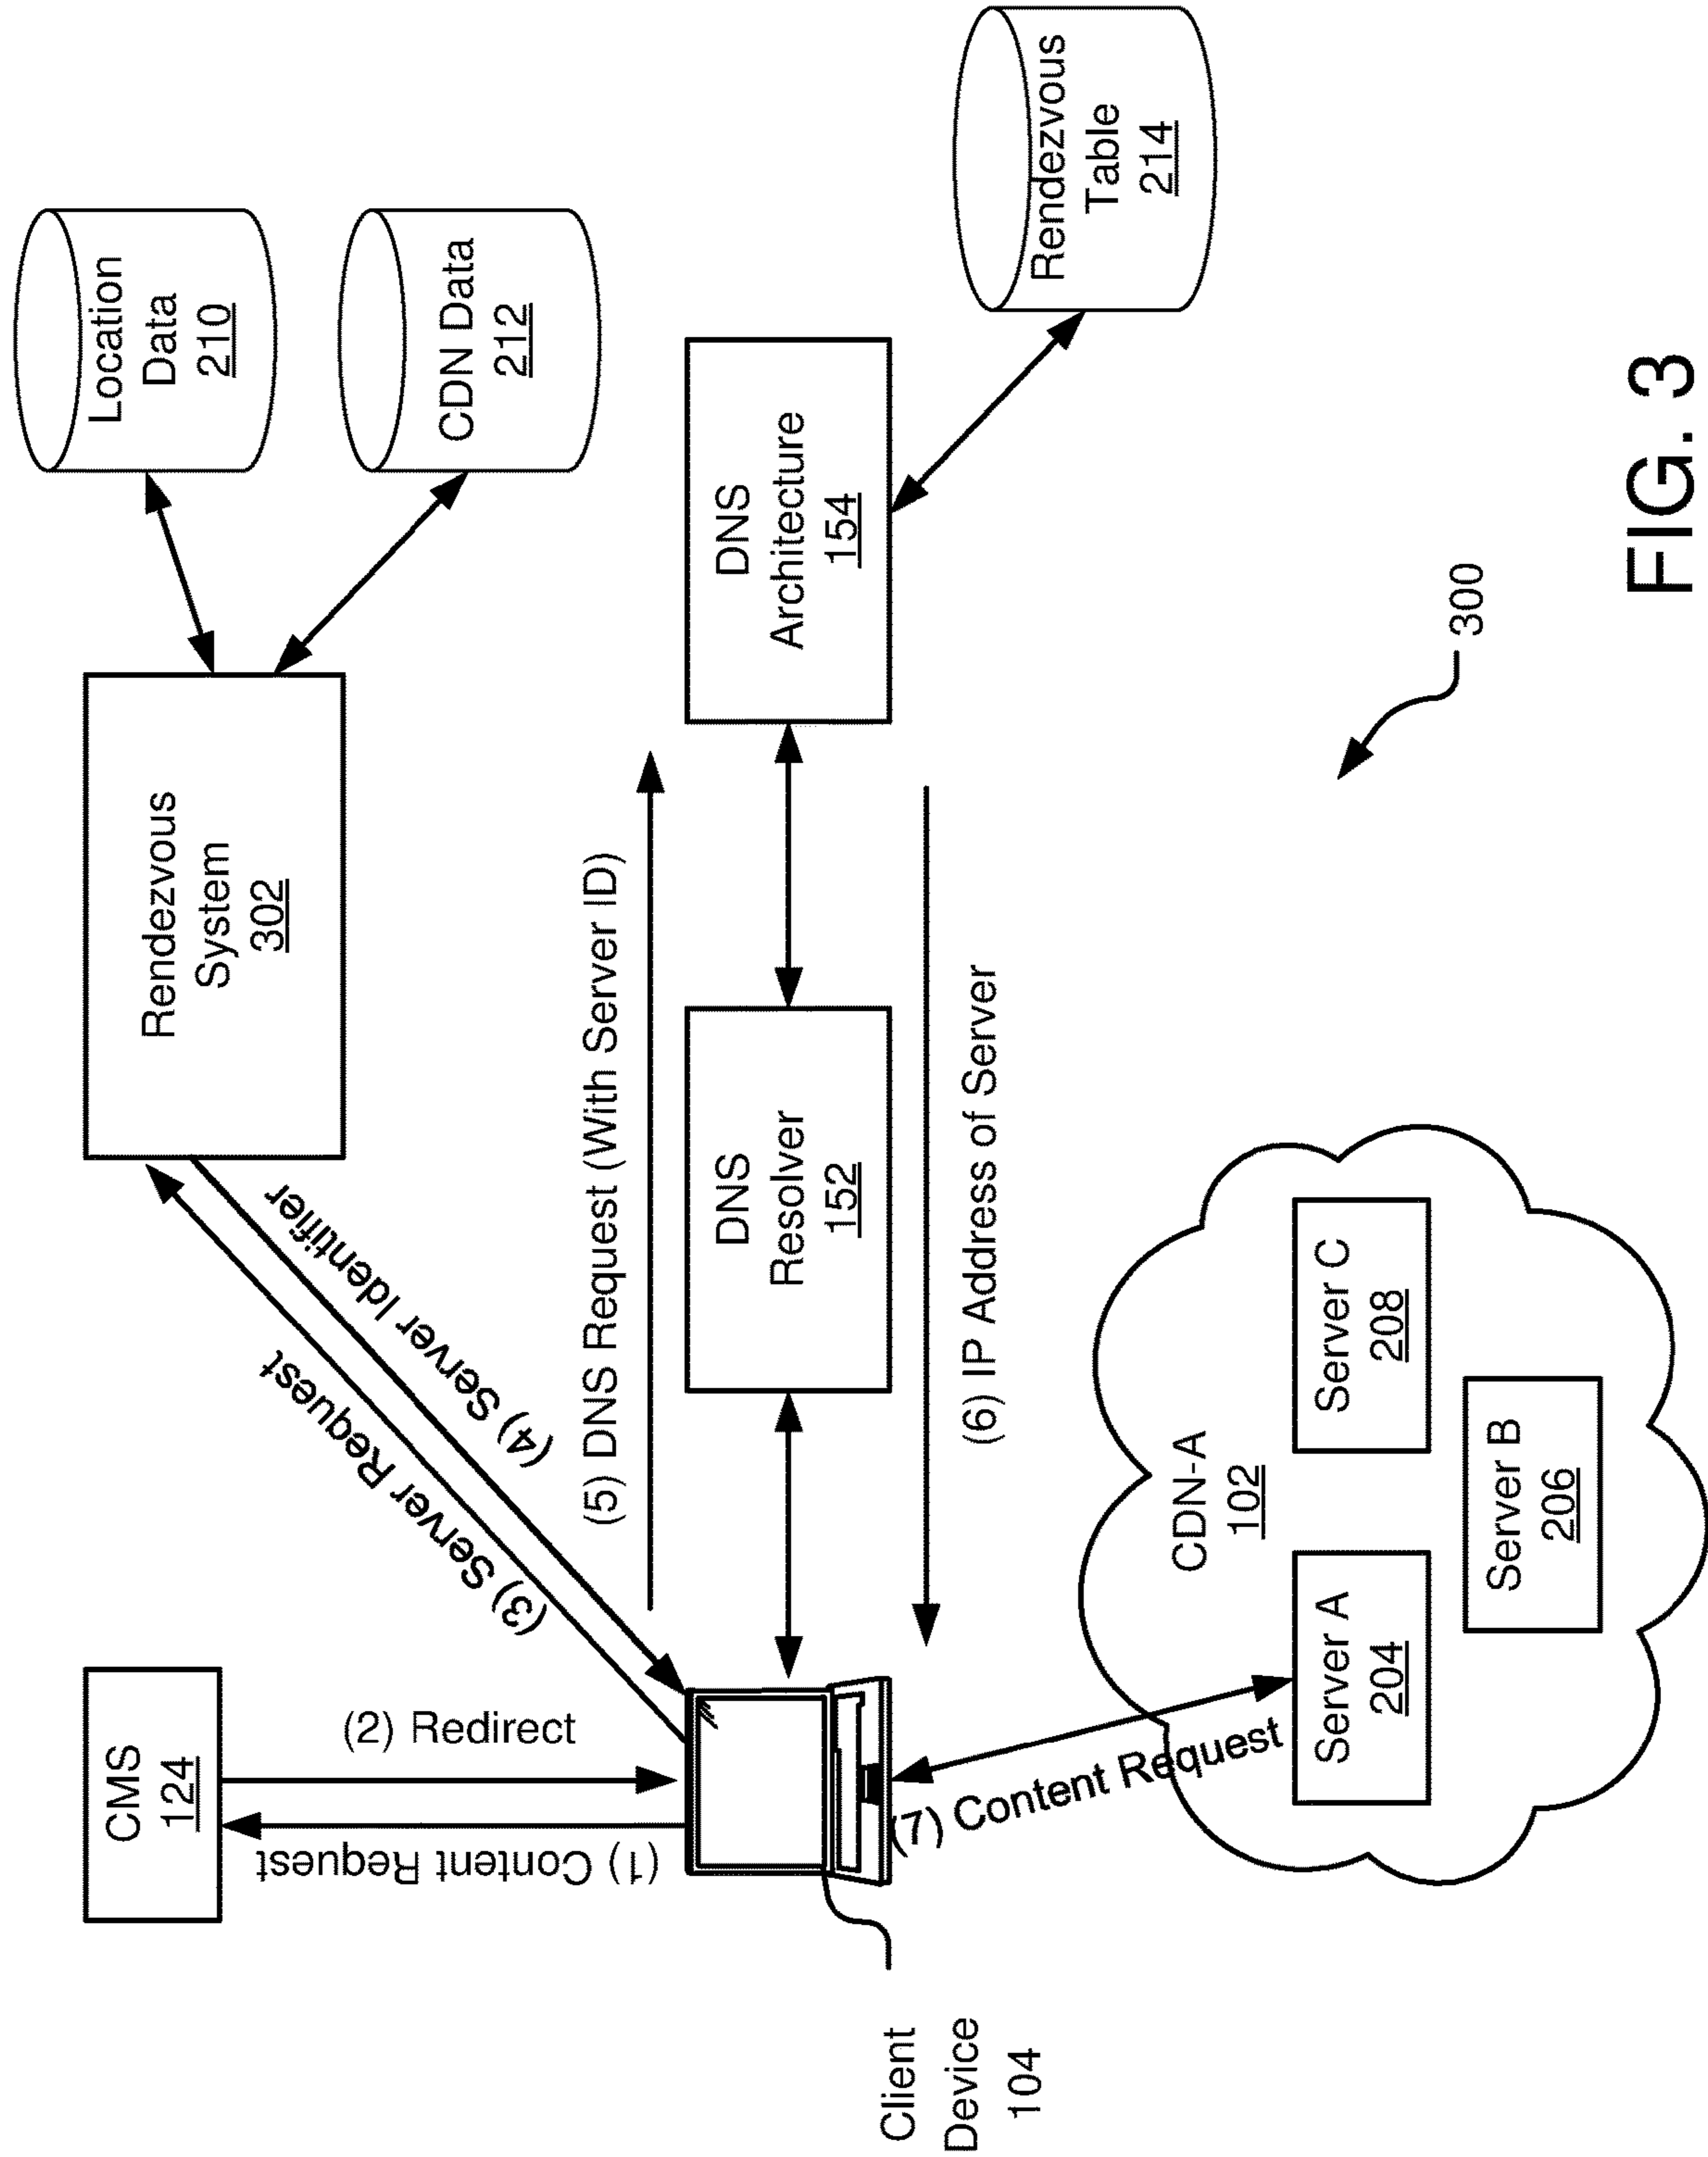 CMS
124
(1) Content Request
(2) Redirect
Rendezvous
System
302
Location
Data
210
CDN Data
212
(3) Server Request
(4) Server Identifier
(5) DNS Request (With Server ID)
DNS
Resolver
152
DNS
Architecture
154
(6) IP Address of Server
Rendezvous
Table
214
Client
Device
104
(7) Content Request
CDN-A
102
Server A
204
Server C
208
Server B
206
300
FIG. 3